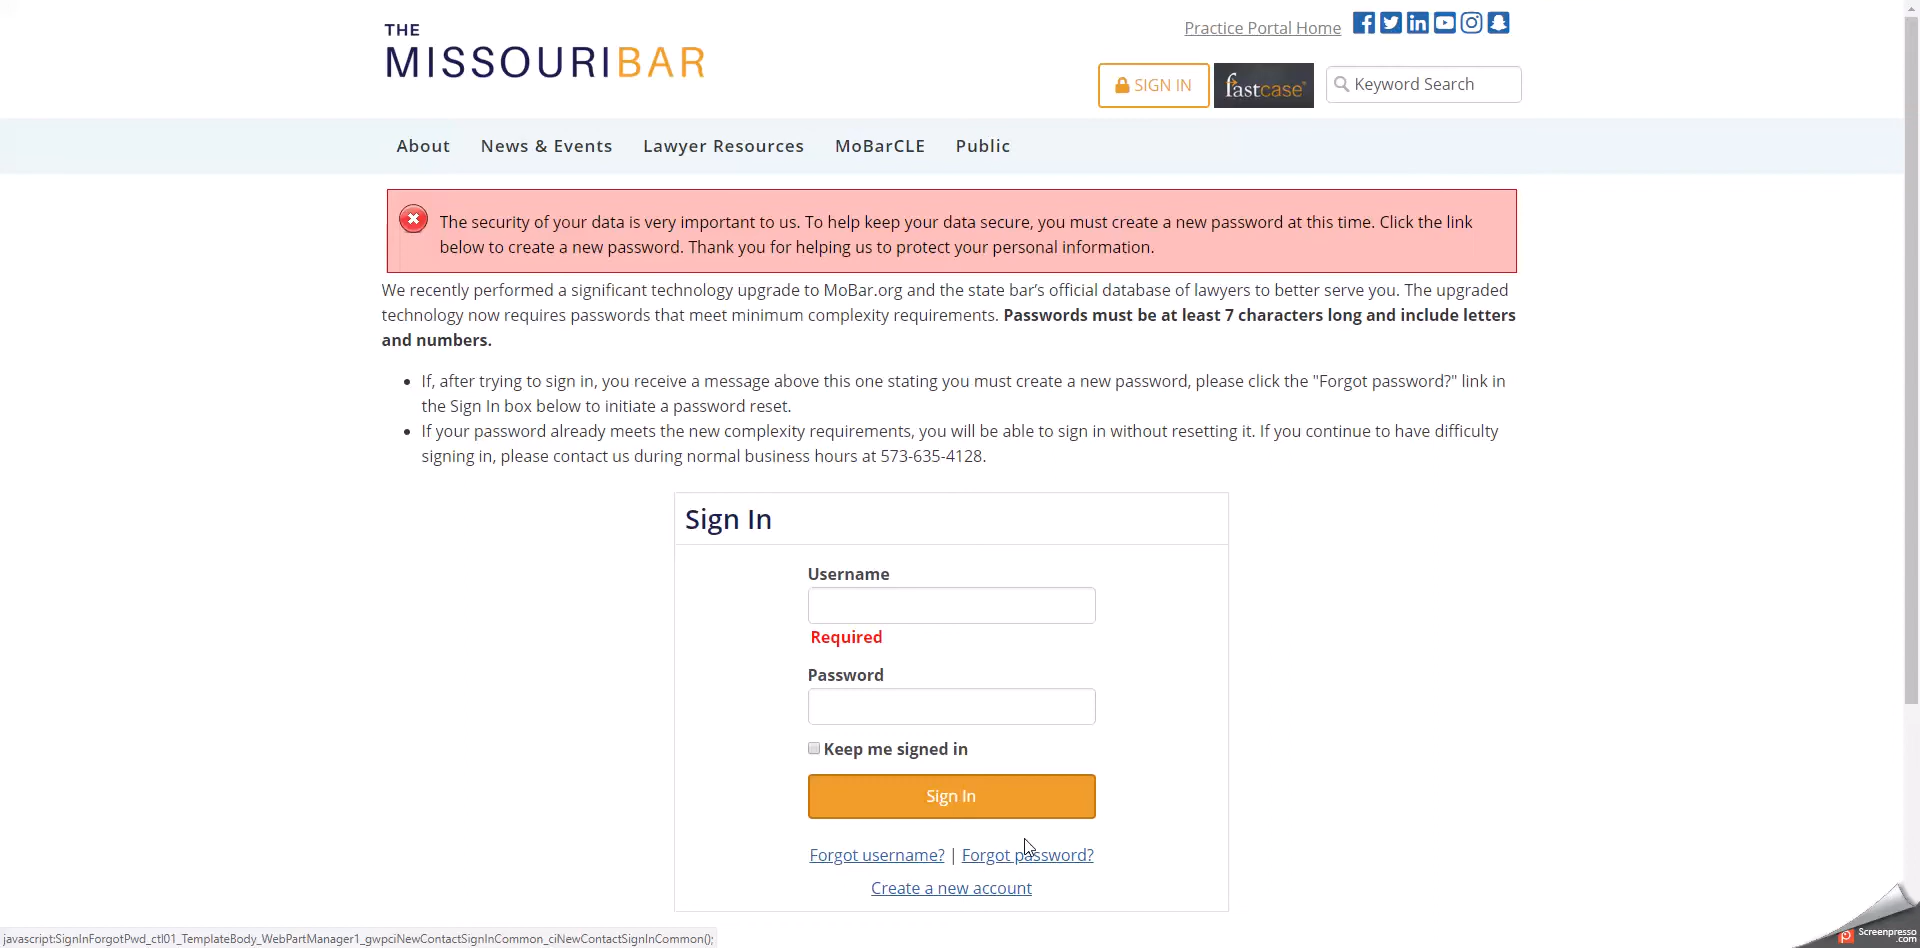 THE
MISSOURIBAR
Practice Portal Home
SIGN IN
fastcase
Keyword Search
About
News & Events
Lawyer Resources
MoBarCLE
Public
The security of your data is very important to us. To help keep your data secure, you must create a new password at this time. Click the link
below to create a new password. Thank you for helping us to protect your personal information.
We recently performed a significant technology upgrade to MoBar.org and the state bar’s official database of lawyers to better serve you. The upgraded
technology now requires passwords that meet minimum complexity requirements. Passwords must be at least 7 characters long and include letters
and numbers.
If, after trying to sign in, you receive a message above this one stating you must create a new password, please click the "Forgot password?" link in
the Sign In box below to initiate a password reset.
If your password already meets the new complexity requirements, you will be able to sign in without resetting it. If you continue to have difficulty
signing in, please contact us during normal business hours at 573-635-4128.
Sign In
Username
Required
Password
Keep me signed in
Sign In
Forgot username? | Forgot password?
Create a new account
javascript:SignInForgotPwd_ctl01_TemplateBody_WebPartManager1_gwpciNewContactSignInCommon_ciNewContactSignInCommon();
Screenpresso
.com